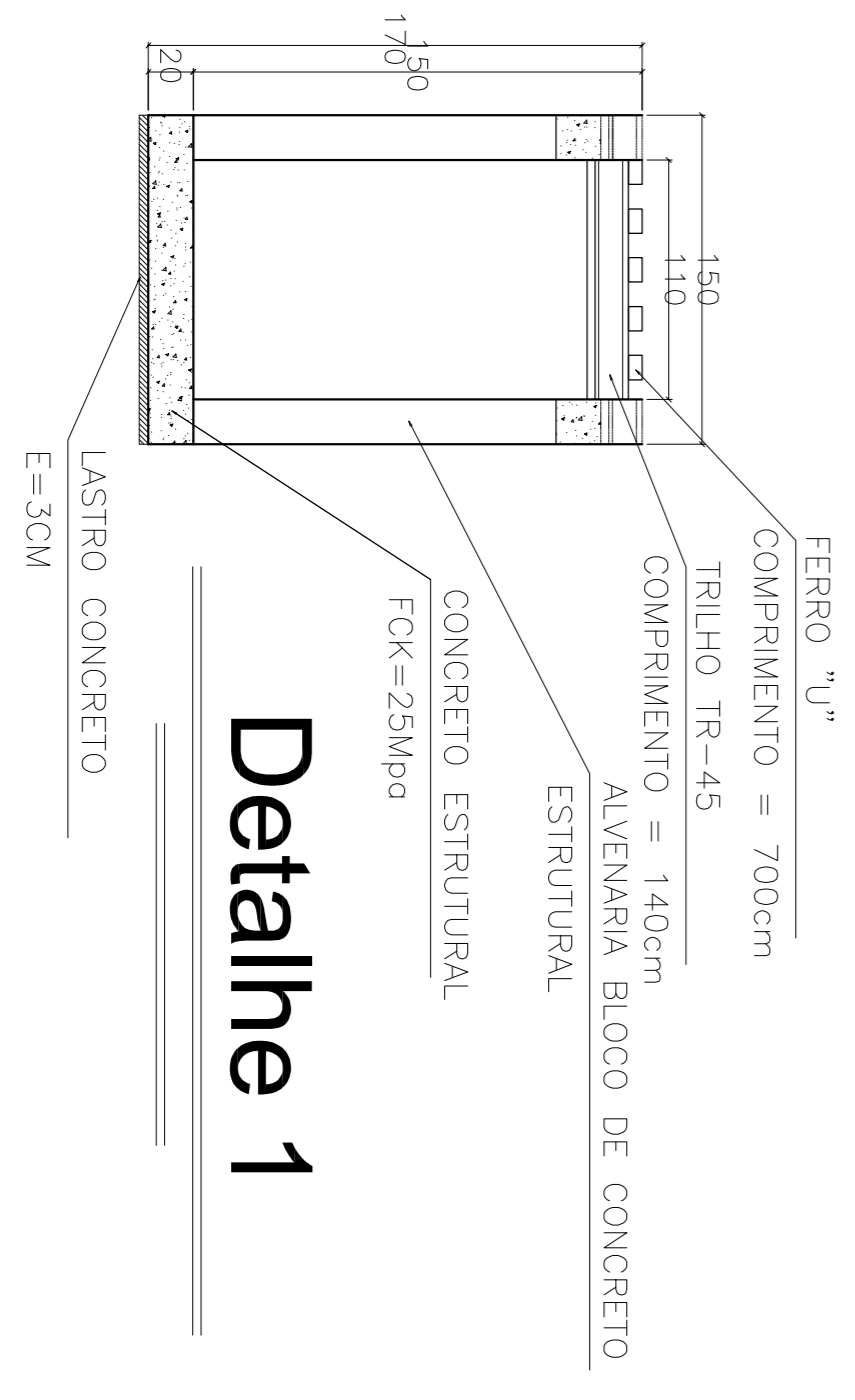 FERRO "U"
COMPRIMENTO = 700cm
TRILHO TR-45
COMPRIMENTO = 140cm
ALVENARIA BLOCO DE CONCRETO
ESTRUTURAL
CONCRETO ESTRUTURAL
FCK=25Mpa
LASTRO CONCRETO
E=3CM
150
110
170
150
20
Detalhe 1